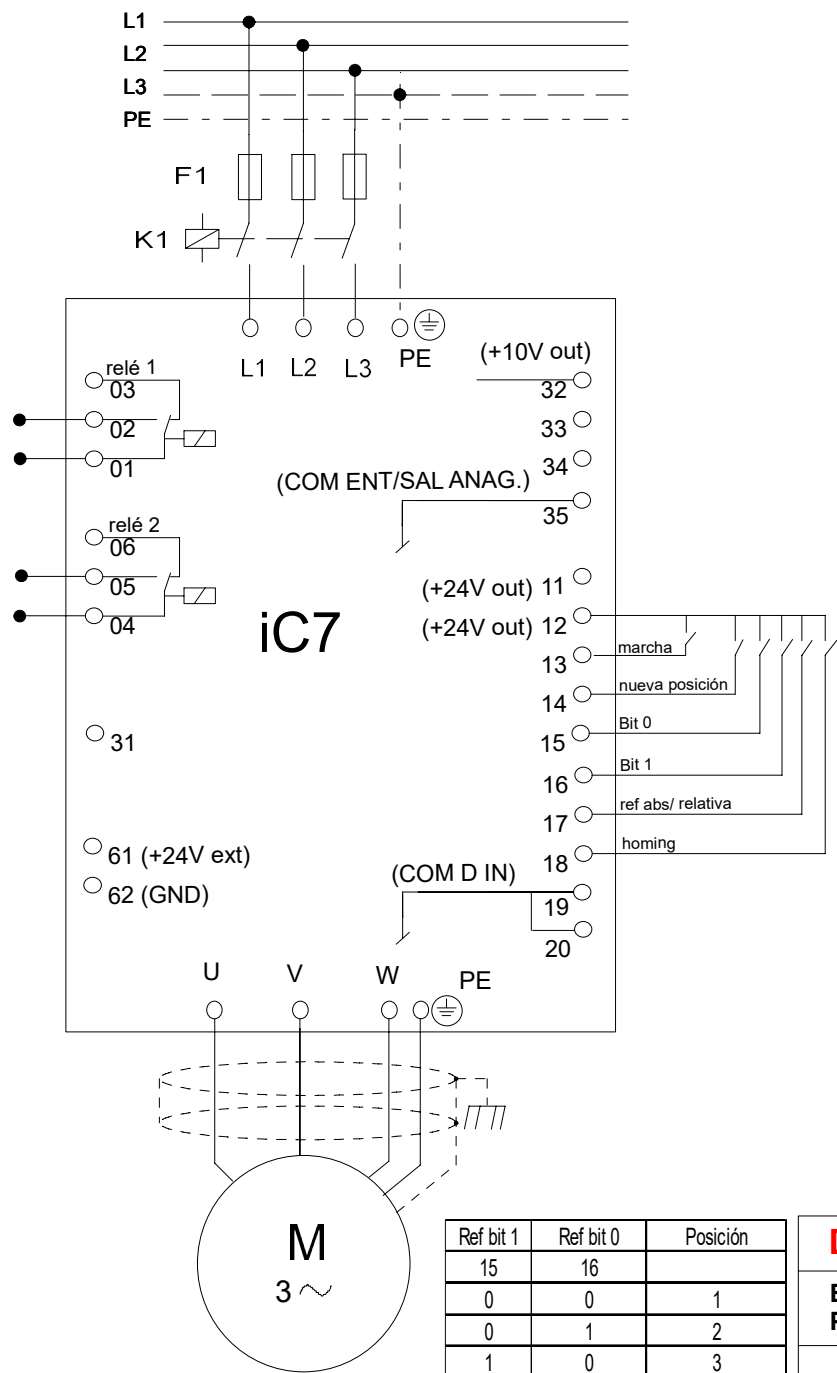 L1
L2
L3
PE
F1
K1
L1 L2 L3 PE
relé 1
03
02
01
relé 2
06
05
04
iC7
31
61 (+24V ext)
62 (GND)
(+10V out)
32
33
34
(COM ENT/SAL ANAG.)
35
(+24V out) 11
(+24V out) 12
13 marcha
14 nueva posición
15 Bit 0
16 Bit 1
17 ref abs/ relativa
18 homing
(COM D IN)
19
20
U V W PE
M
3
Ref bit 1 Ref bit 0 Posición
15 16
0 0 1
0 1 2
1 0 3